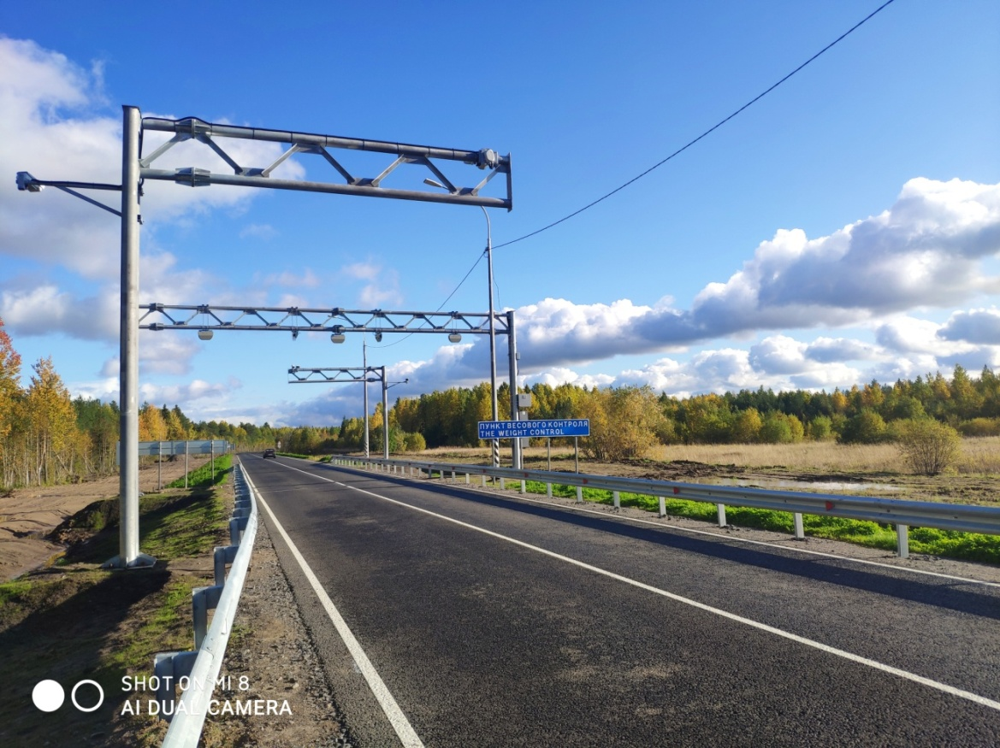 ПУНКТ ВЕСОВОГО КОНТРОЛЯ
THE WEIGHT CONTROL
SHOT ON MI 8
AI DUAL CAMERA